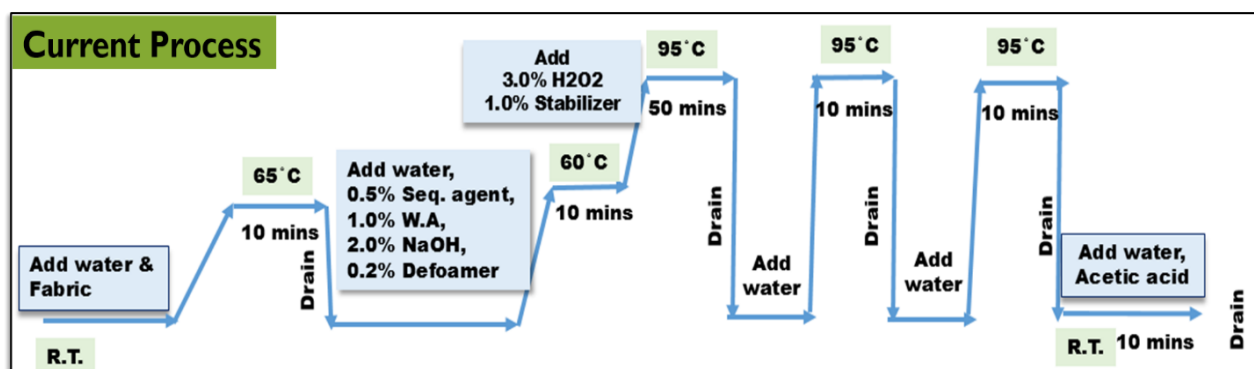 Current Process
Add water &
Fabric
R.T.
65°C
10 mins
Drain
Add water,
0.5% Seq. agent,
1.0% W.A,
2.0% NaOH,
0.2% Defoamer
60°C
10 mins
Add
3.0% H2O2
1.0% Stabilizer
95°C
50 mins
Drain
Add
water
95°C
10 mins
Drain
Add
water
95°C
10 mins
Drain
Add water,
Acetic acid
R.T.
10 mins
Drain